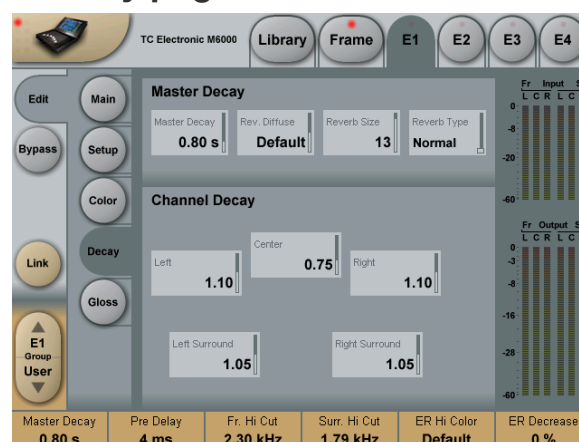 TC Electronic M6000
Library
Frame
E1
E2
E3
E4
Edit
Bypass
Link
E1
Group
User
Main
Setup
Color
Decay
Gloss
Master Decay
Master Decay
0.80 s
Rev. Diffuse
Default
Reverb Size
13
Reverb Type
Normal
Channel Decay
Left
1.10
Center
0.75
Right
1.10
Left Surround
1.05
Right Surround
1.05
Fr Input S
L C R L C
0
-8
-20
-60
Fr Output S
L C R L C
0
-3
-8
-16
-28
-60
Master Decay
0.80 s
Pre Delay
4 ms
Fr. Hi Cut
2.30 kHz
Surr. Hi Cut
1.79 kHz
ER Hi Color
Default
ER Decrease
0 %